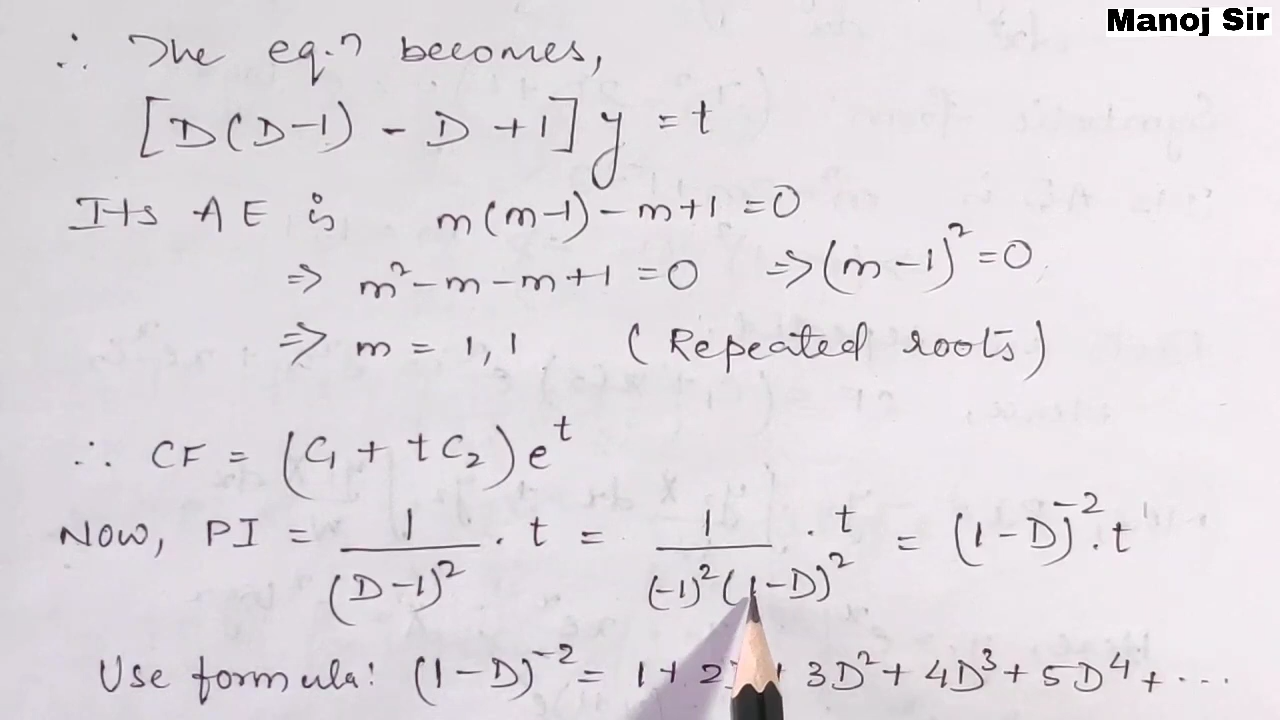 Manoj Sir
∴ The eq.n becomes,
[D(D-1) - D +1] y = t
Its AE is m(m-1) - m+1 = 0
⇒ m² - m - m + 1 = 0 ⇒ (m-1)² = 0
⇒ m = 1, 1 (Repeated roots)
∴ CF = (C₁ + tC₂) eᵗ
Now, PI = 1/(D-1)² . t = 1/((-1)²(1-D)²) . t = (1-D)⁻² . t
Use formula: (1-D)⁻² = 1 + 2 + 3D² + 4D³ + 5D⁴ + ...